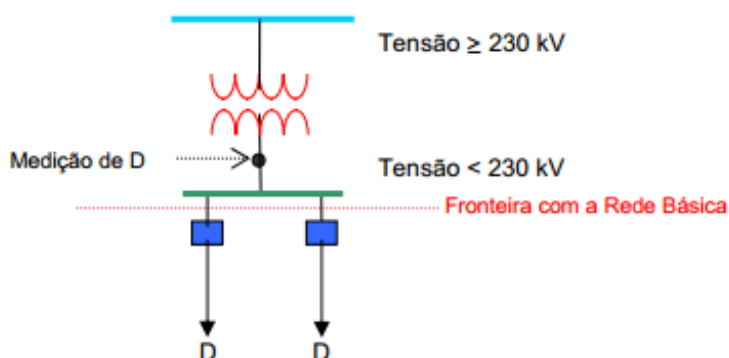 Tensão ≥ 230 kV
Medição de D
Tensão < 230 kV
Fronteira com a Rede Básica
D D